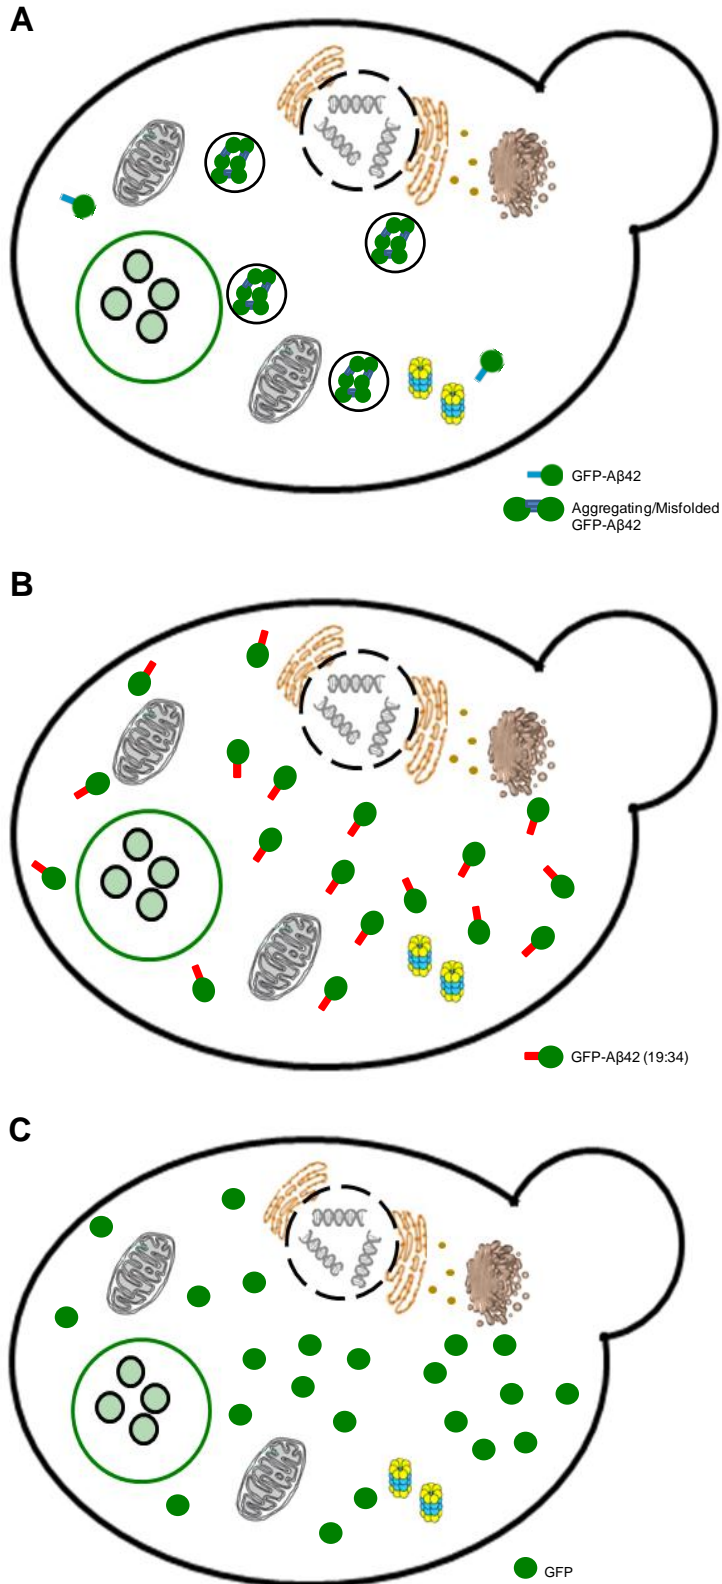 A
GFP-Aβ42
Aggregating/Misfolded
GFP-Aβ42
B
GFP-Aβ42 (19:34)
C
GFP